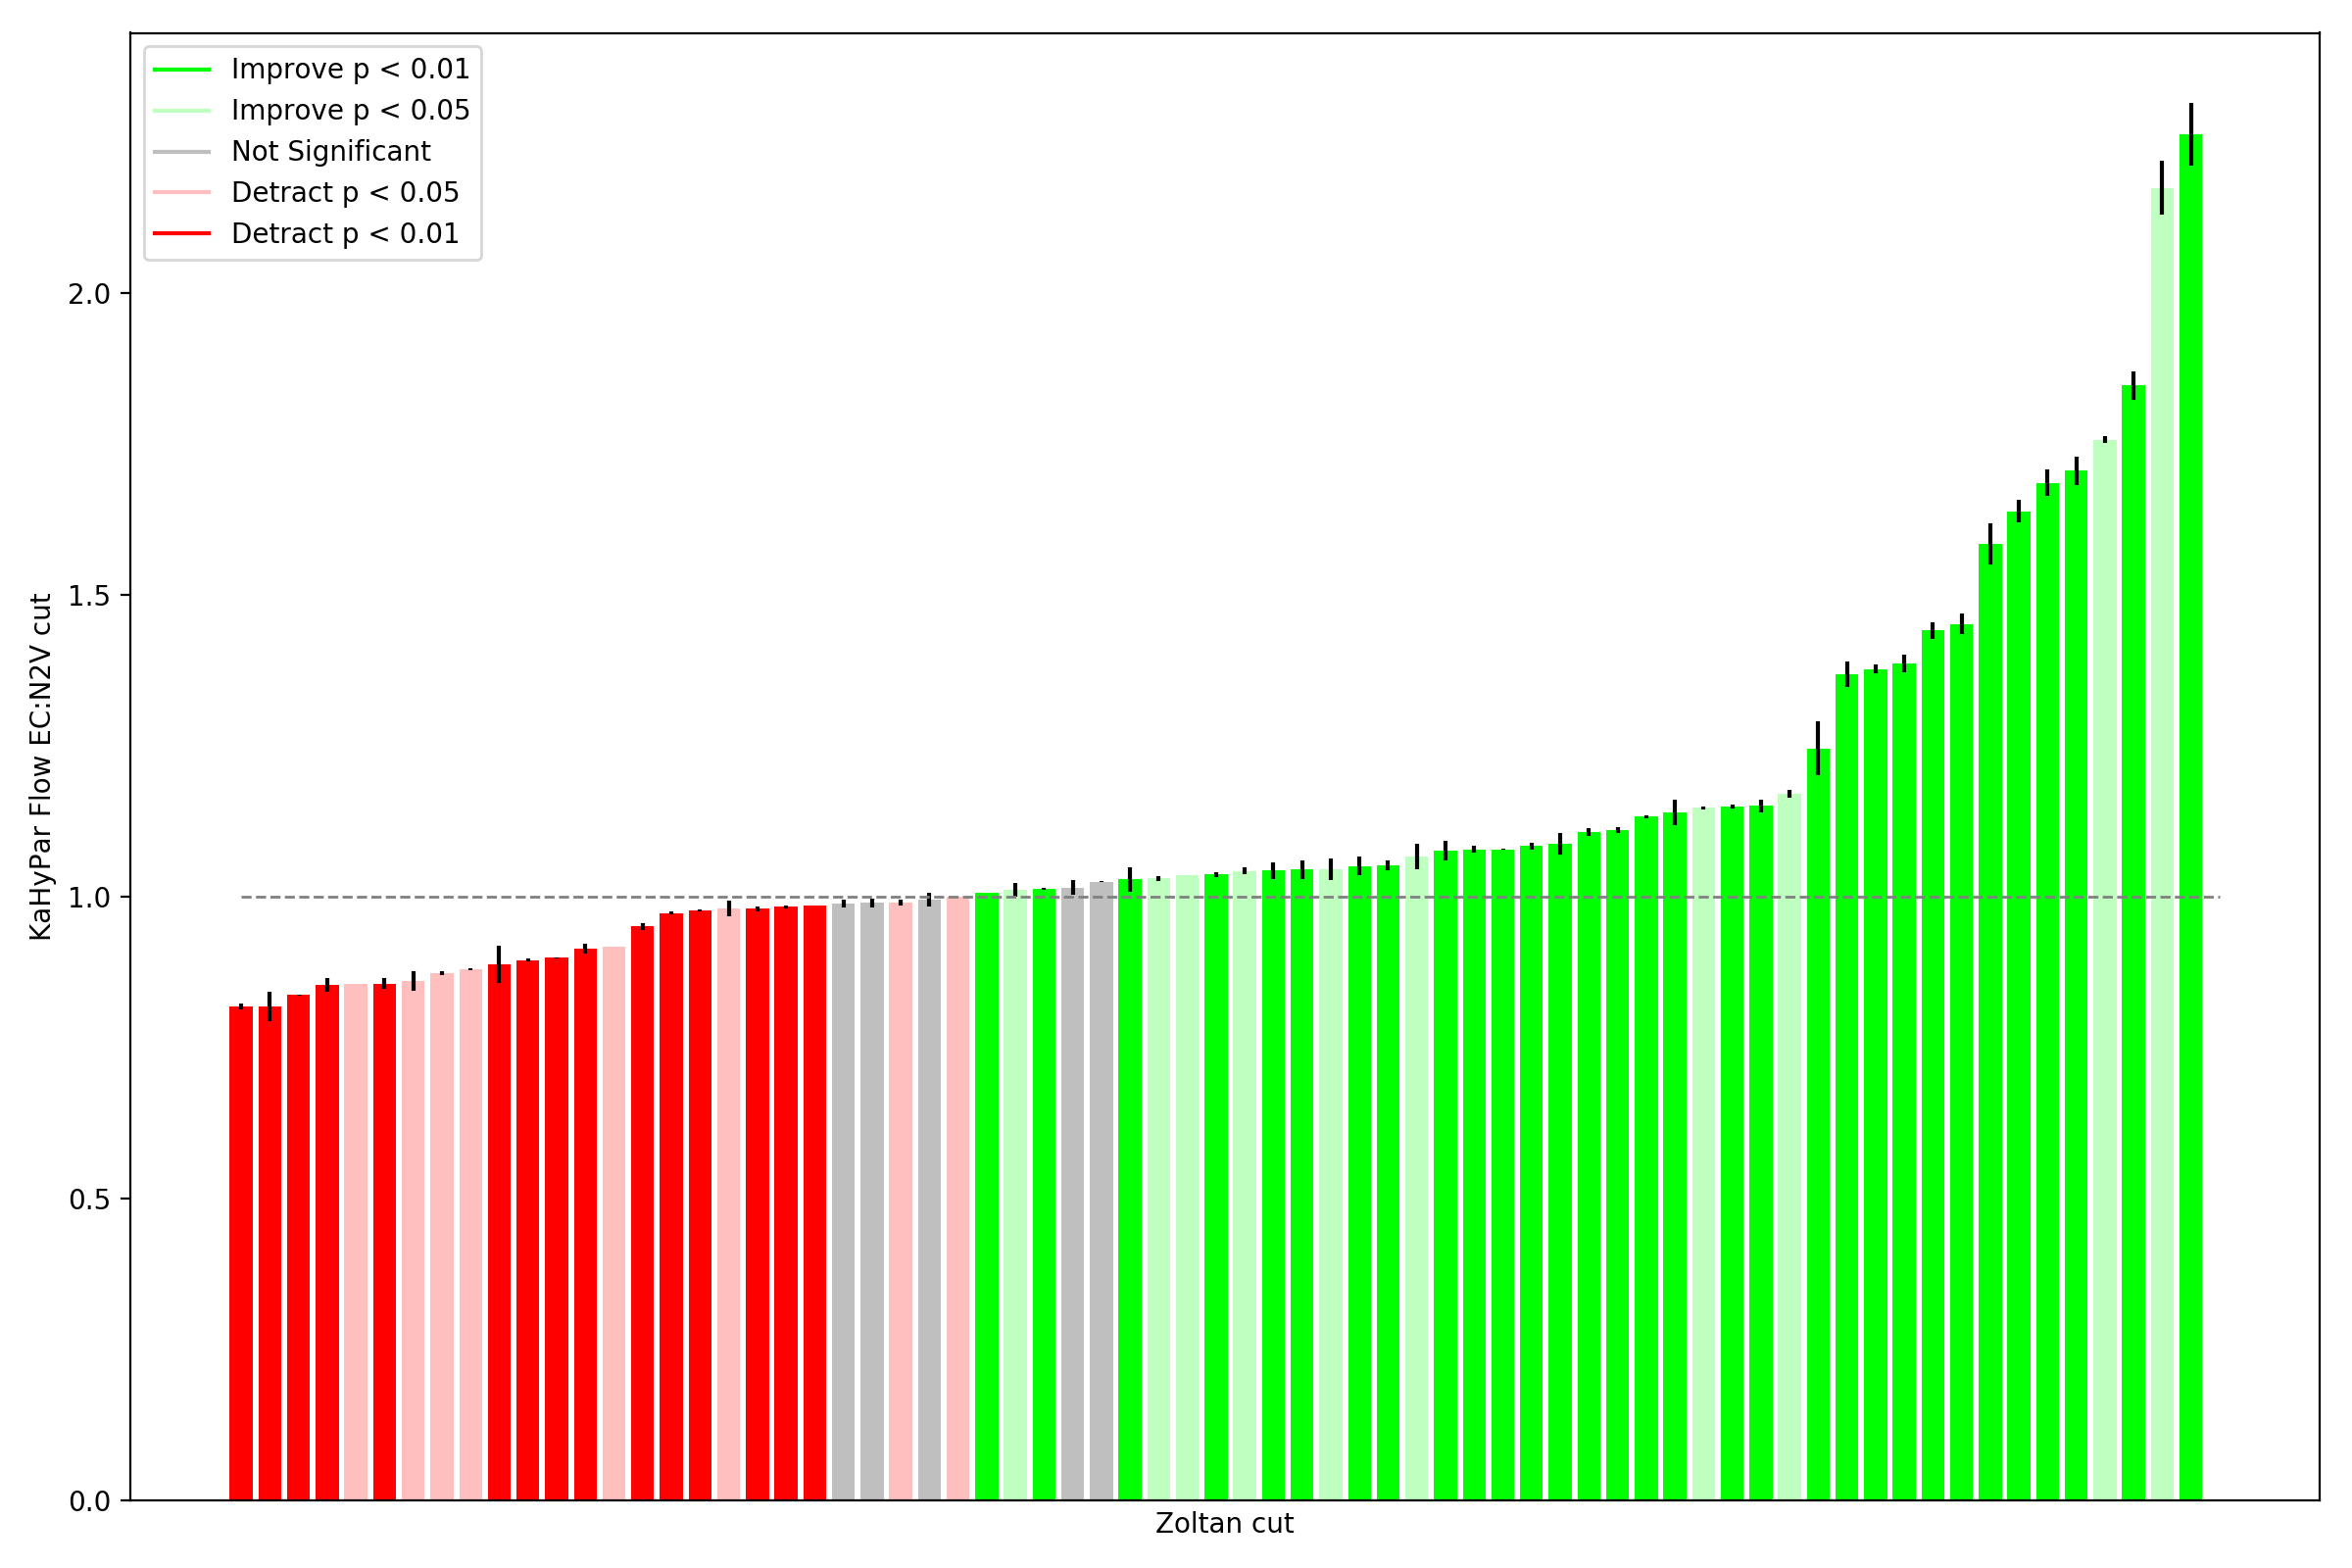 Improve p < 0.01
Improve p < 0.05
Not Significant
Detract p < 0.05
Detract p < 0.01
KaHyPar Flow EC:N2V cut
2.0
1.5
1.0
0.5
0.0
Zoltan cut